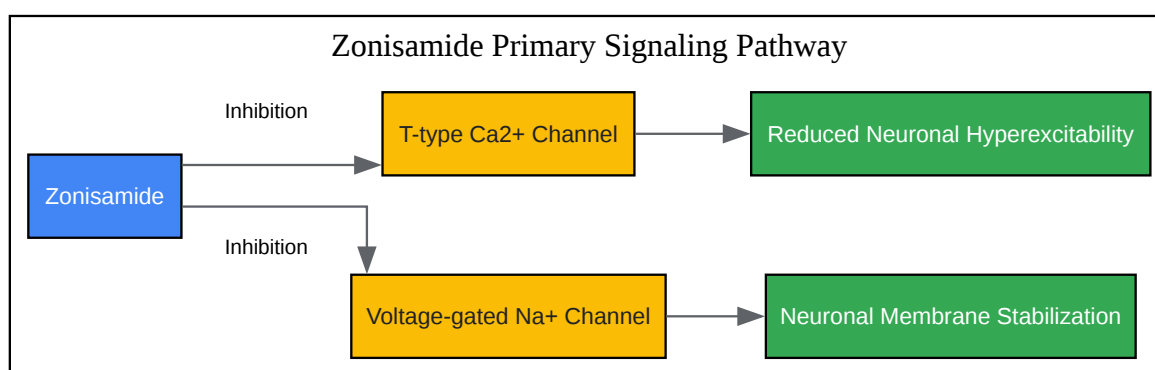 Zonisamide Primary Signaling Pathway
Inhibition
T-type Ca2+ Channel
Reduced Neuronal Hyperexcitability
Zonisamide
Inhibition
Voltage-gated Na+ Channel
Neuronal Membrane Stabilization